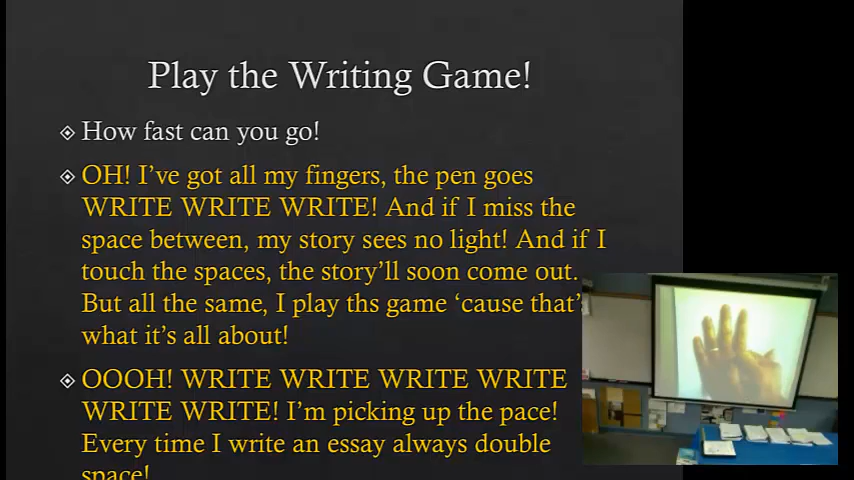 Play the Writing Game!
How fast can you go!
OH! I've got all my fingers, the pen goes
WRITE WRITE WRITE! And if I miss the
space between, my story sees no light! And if I
touch the spaces, the story'll soon come out.
But all the same, I play ths game 'cause that'
what it's all about!
OOOH! WRITE WRITE WRITE WRITE
WRITE WRITE! I'm picking up the pace!
Every time I write an essay always double
space!